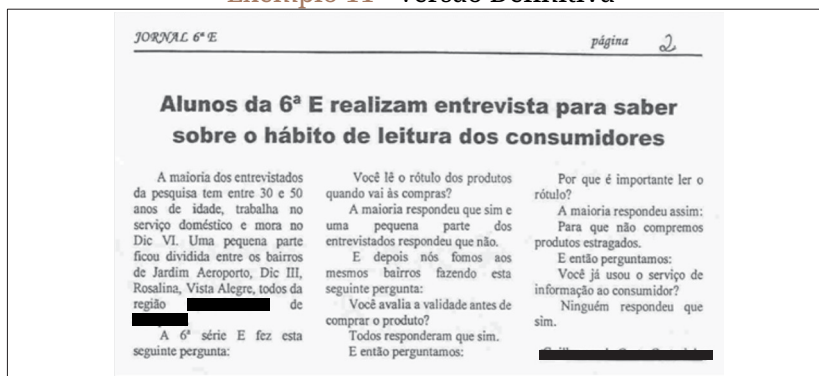 Exemplo 11 - Versão Definitiva
JORNAL 6ª E
página 2
Alunos da 6ª E realizam entrevista para saber
sobre o hábito de leitura dos consumidores
A maioria dos entrevistados
da pesquisa tem entre 30 e 50
anos de idade, trabalha no
serviço doméstico e mora no
Dic VI. Uma pequena parte
ficou dividida entre os bairros
de Jardim Aeroporto, Dic III,
Rosalina, Vista Alegre, todos da
região de
A 6ª série E fez esta
seguinte pergunta:
Você lê o rótulo dos produtos
quando vai às compras?
A maioria respondeu que sim e
uma pequena parte dos
entrevistados respondeu que não.
E depois nós fomos aos
mesmos bairros fazendo esta
seguinte pergunta:
Você avalia a validade antes de
comprar o produto?
Todos responderam que sim.
E então perguntamos:
Por que é importante ler o
rótulo?
A maioria respondeu assim:
Para que não compremos
produtos estragados.
E então perguntamos:
Você já usou o serviço de
informação ao consumidor?
Ninguém respondeu que
sim.